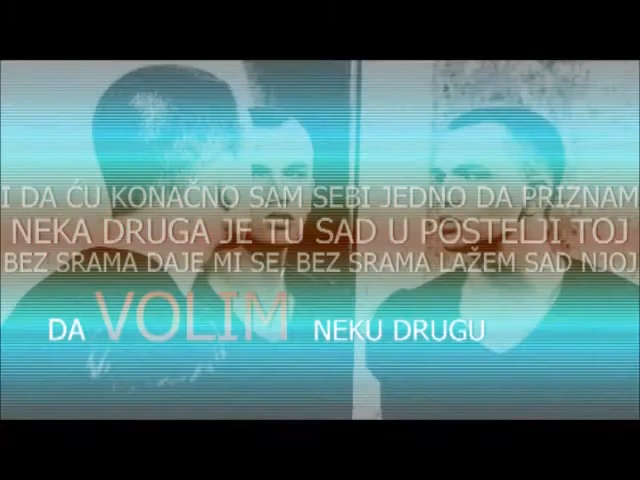 I DA ĆU KONAČNO SAM SEBI JEDNO DA PRIZNAM
NEKA DRUGA JE TU SAD U POSTELJI TOJ
BEZ SRAMA DAJE MI SE, BEZ SRAMA LAŽEM SAD NJOJ
DA VOLIM NEKU DRUGU